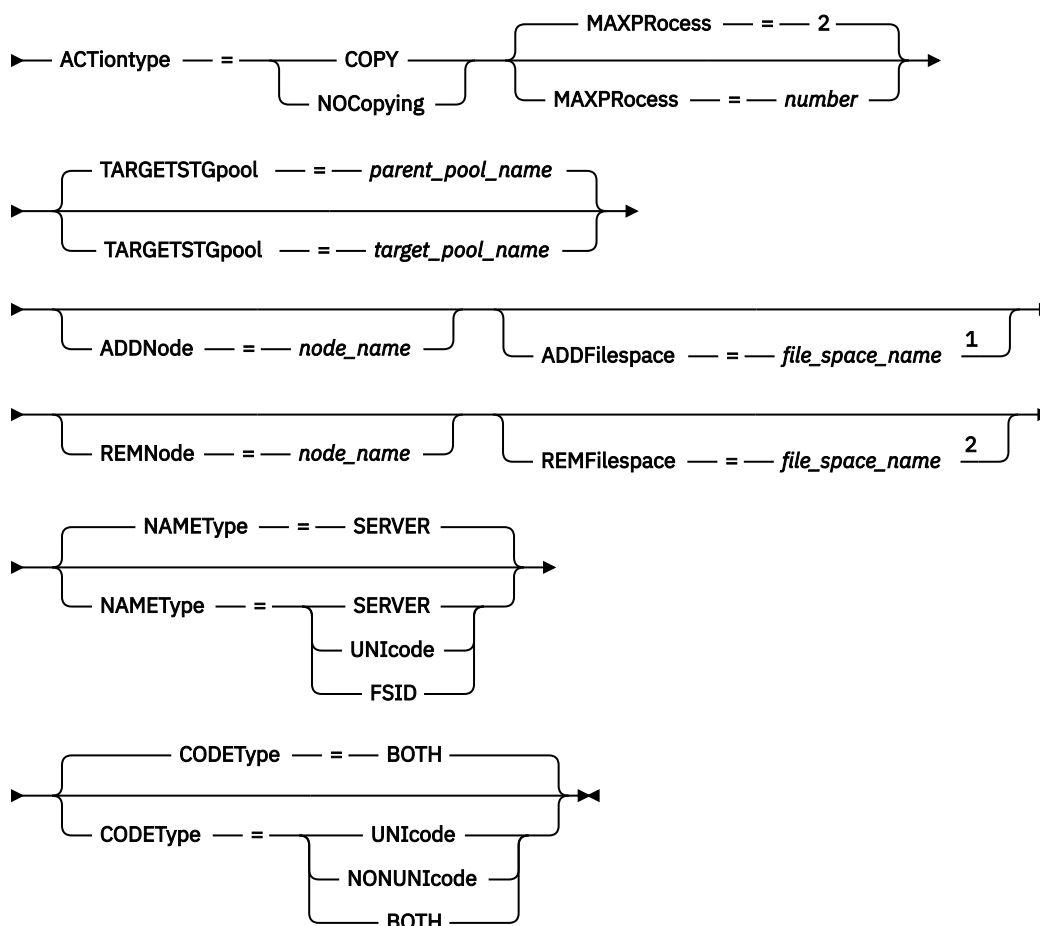 MAXPRocess = 2
ACTiontype = COPY
NOCopying
MAXPRocess = number
TARGETSTGpool = parent_pool_name
TARGETSTGpool = target_pool_name
ADDNode = node_name
ADDFilespace = file_space_name 1
REMNode = node_name
REMFilespace = file_space_name 2
NAMEType = SERVER
NAMEType = SERVER
UNIcode
FSID
CODEType = BOTH
CODEType = UNIcode
NONUNIcode
BOTH